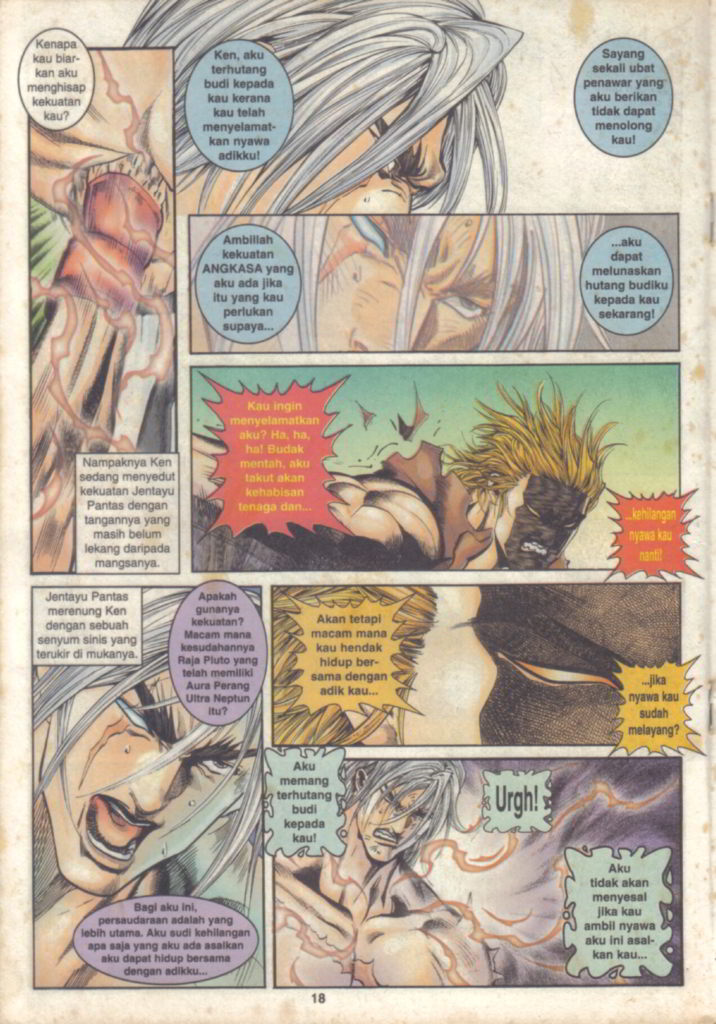 Kenapa
kau biar-
kan aku
menghisap
kekuatan
kau?
Ken, aku
terhutang
budi kepada
kau kerana
kau telah
menyelamat-
kan nyawa
adikku!
Sayang
sekali ubat
penawar yang
aku berikan
tidak dapat
menolong
kau!
Ambillah
kekuatan
ANGKASA yang
aku ada jika
itu yang kau
perlukan
supaya...
...aku
dapat
melunaskan
hutang budiku
kepada kau
sekarang!
Nampaknya Ken
sedang menyedut
kekuatan Jentayu
Pantas dengan
tangannya yang
masih belum
lekang daripada
mangsanya.
Kau ingin
menyelamatkan
aku? Ha, ha,
ha! Budak
mentah, aku
takut akan
kehabisan
tenaga dan...
...kehilangan
nyawa kau
nanti!
Jentayu Pantas
merenung Ken
dengan sebuah
senyum sinis yang
terukir di mukanya.
Apakah
gunanya
kekuatan?
Macam mana
kesudahannya
Raja Pluto yang
telah memiliki
Aura Perang
Ultra Neptun
itu?
Bagi aku ini,
persaudaraan adalah yang
lebih utama. Aku sudi kehilangan
apa saja yang aku ada asalkan
aku dapat hidup bersama
dengan adikku...
Akan tetapi
macam mana
kau hendak
hidup ber-
sama dengan
adik kau...
...jika
nyawa kau
sudah
melayang?
Aku
memang
terhutang
budi
kepada
kau!
Urgh!
Aku
tidak akan
menyesal
jika kau
ambil nyawa
aku ini asal-
kan kau...
18